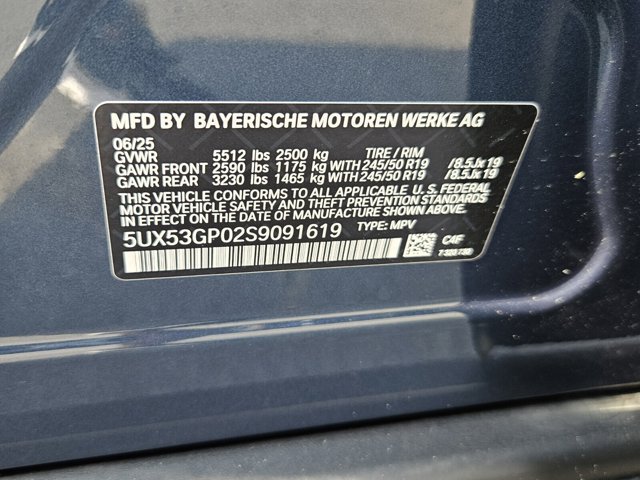 MFD BY BAYERISCHE MOTOREN WERKE AG
06/25
GVWR 5512 lbs 2500 kg TIRE / RIM
GAWR FRONT 2590 lbs 1175 kg WITH 245/50 R19 / 8.5Jx19
GAWR REAR 3230 lbs 1465 kg WITH 245/50 R19 / 8.5Jx19
THIS VEHICLE CONFORMS TO ALL APPLICABLE U. S. FEDERAL
MOTOR VEHICLE SAFETY AND THEFT PREVENTION STANDARDS
IN EFFECT ON THE DATE OF MANUFACTURE SHOWN ABOVE.
5UX53GP02S9091619 TYPE: MPV
C4F